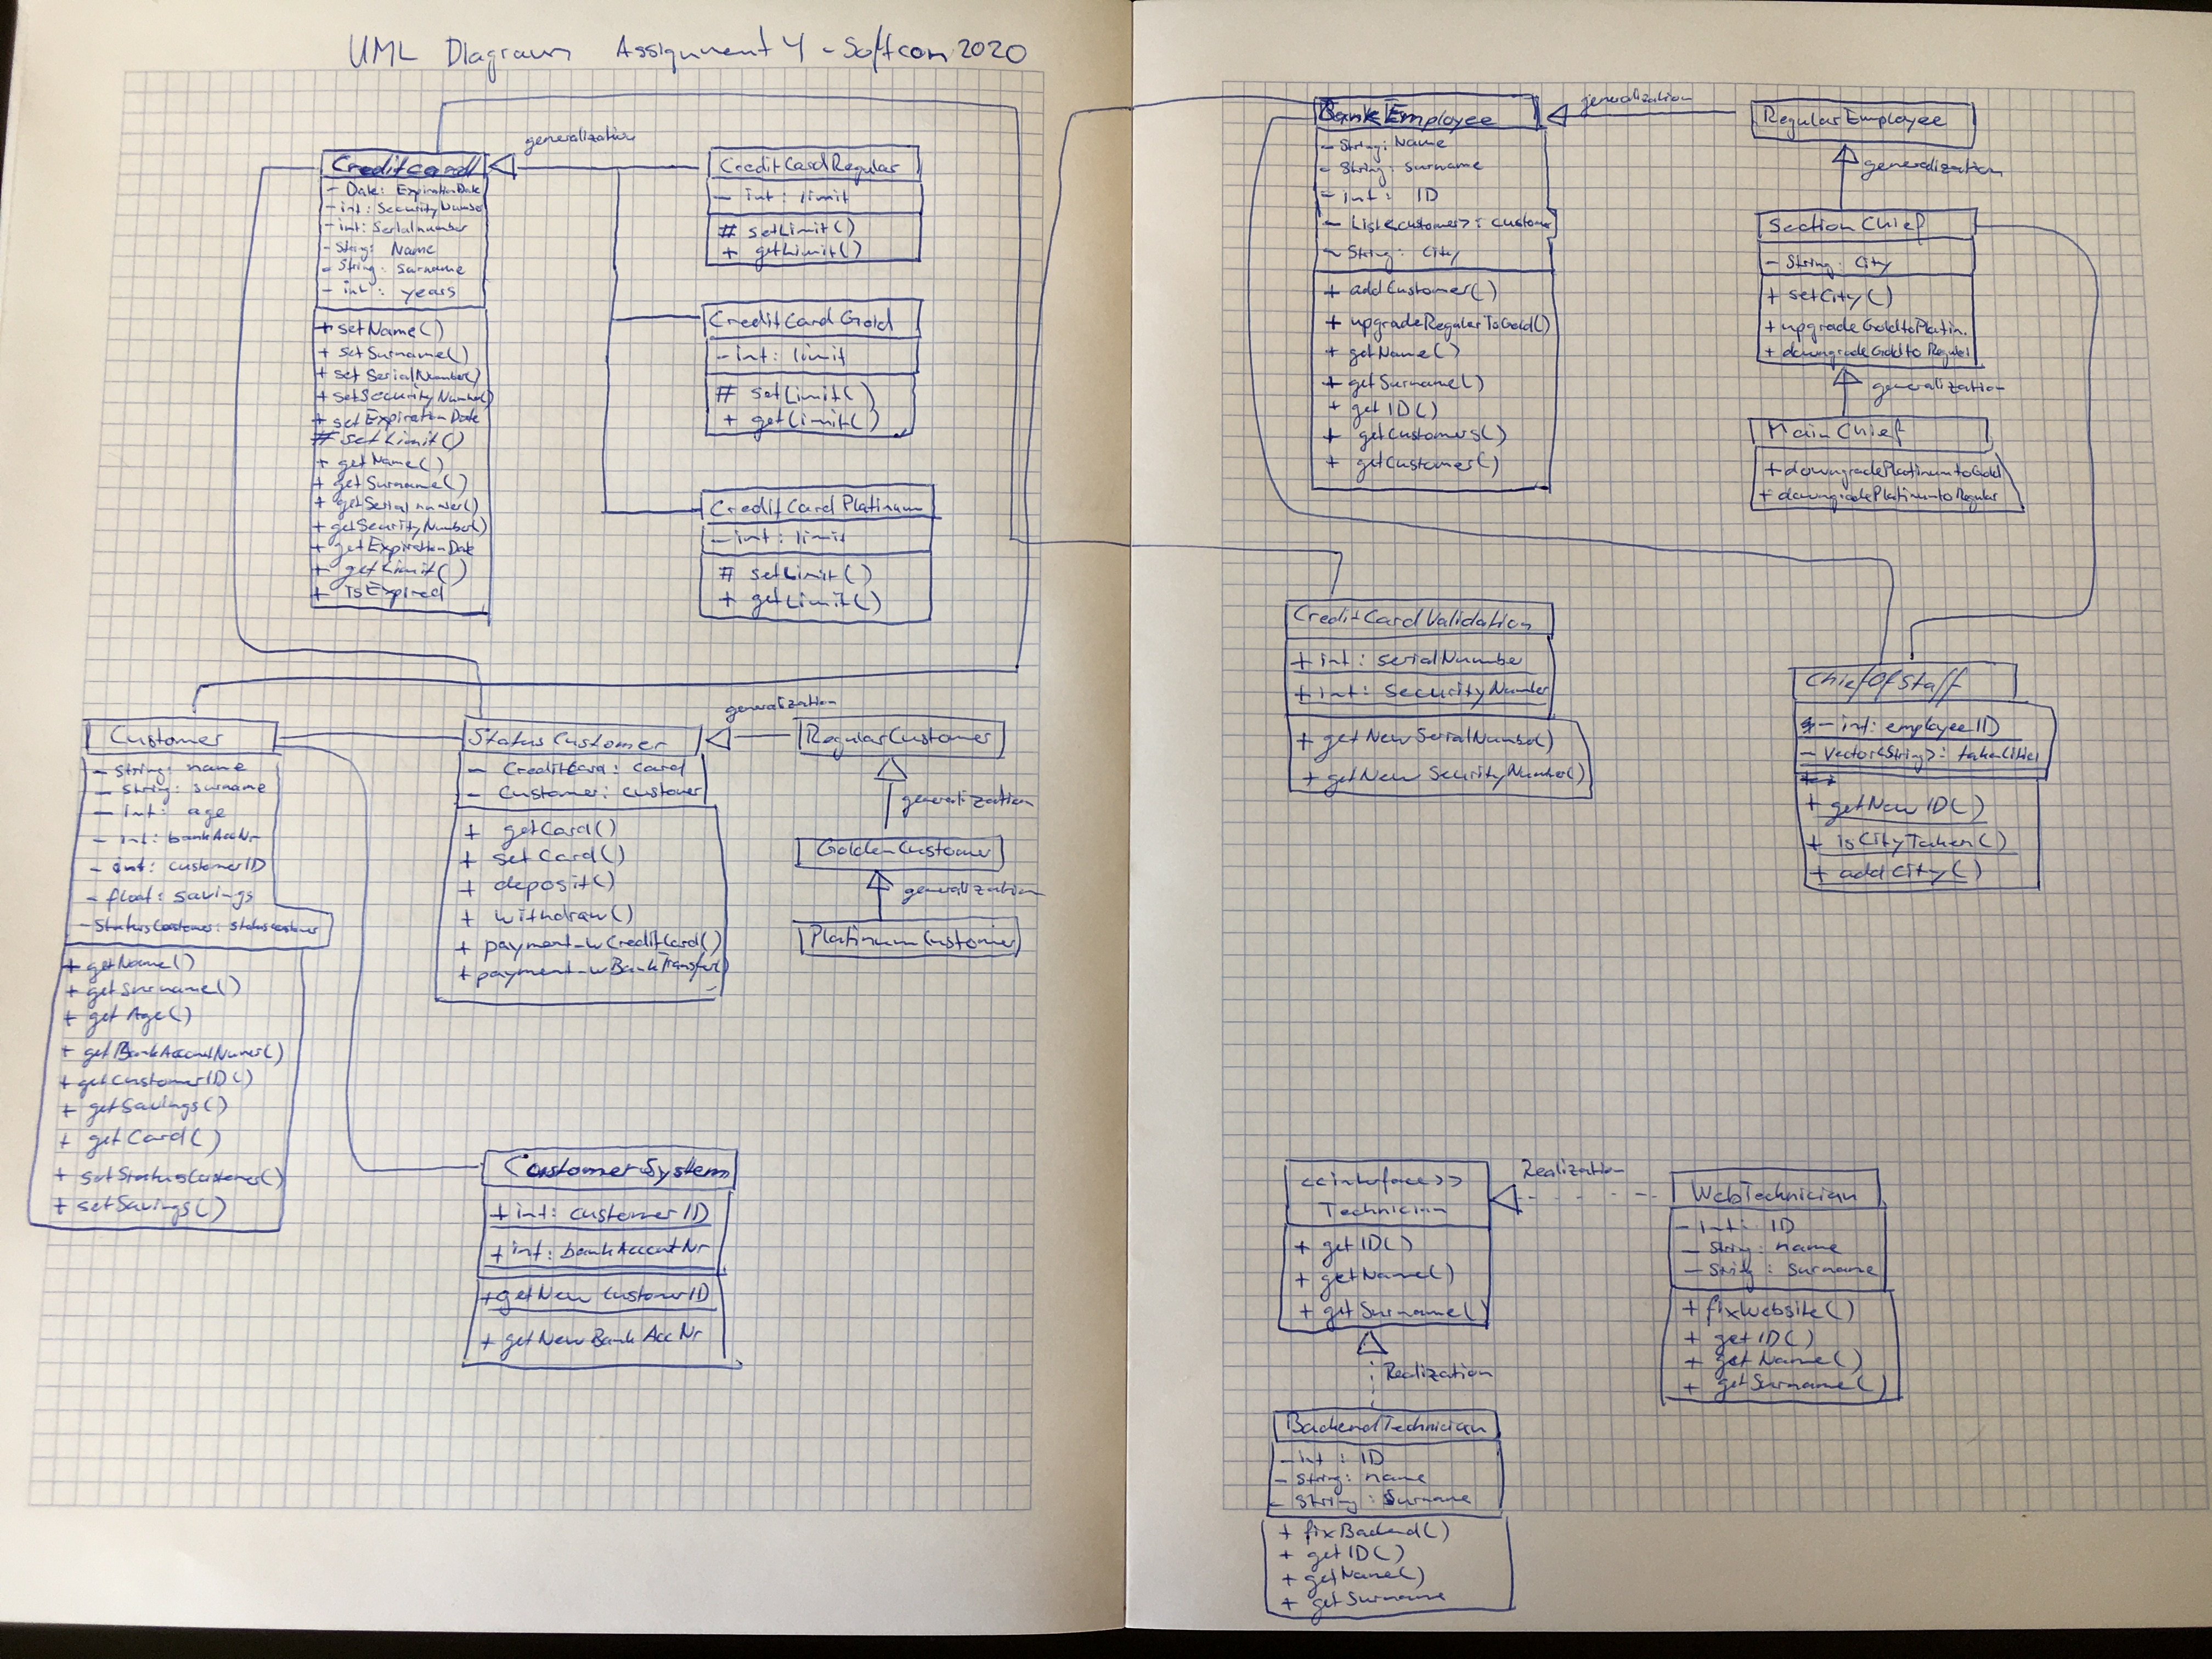 UML Diagram Assignment 4 - Softcon 2020
CreditCard
- Date: ExpirationDate
- int: SecurityNumber
- int: Serialnumber
- String: Name
- String: surname
- int: years
+ setName()
+ setSurname()
+ setSerialNumber()
+ setSecurityNumber()
+ setExpirationDate
# setLimit()
+ getName()
+ getSurname()
+ getSerialnumber()
+ getSecurityNumber()
+ getExpirationDate
+ getLimit()
+ isExpired
generalization
CreditCardRegular
- int: limit
# setLimit()
+ getLimit()
CreditCardGold
- int: limit
# setLimit()
+ getLimit()
CreditCardPlatinum
- int: limit
# setLimit()
+ getLimit()
Customer
- String: name
- String: surname
- int: age
- int: bankAccNr
- int: customerID
- float: savings
- StatusCustomer: statuscustomer
+ getName()
+ getSurname()
+ getAge()
+ getBankAccountNumer()
+ getCustomerID()
+ getSavings()
+ getCard()
+ setStatusCustomer()
+ setSavings()
StatusCustomer
- CreditCard: card
- Customer: customer
+ getCard()
+ setCard()
+ deposit()
+ withdraw()
+ payment_w CreditCard()
+ payment_wBankTransfer()
generalization
RegularCustomer
generalization
GoldenCustomer
generalization
PlatinumCustomer
CustomerSystem
+ int: customerID
+ int: bankAccountNr
+ getNewCustomerID
+ getNewBankAccNr
BankEmployee
- String: Name
- String: surname
- int: ID
- List<customer>: customer
- String: City
+ addCustomer()
+ upgradeRegularToGold()
+ getName()
+ getSurname()
+ getID()
+ getCustomers()
+ getCustomer()
generalization
RegularEmployee
generalization
SectionChief
- String: City
+ setCity()
+ upgradeGoldtoPlatin.
+ downgradeGoldtoRegular
generalization
MainChief
+ downgradePlatinumtoGold
+ downgradePlatinumtoRegular
CreditCardValidation
+ int: serialNumber
+ int: SecurityNumber
+ getNewSerialNumber()
+ getNewSecurityNumber()
ChiefOfStaff
- int: employeeID
- Vector<String>: takenCities
+ getNewID()
+ isCityTaken()
+ addCity()
<interface>>
Technician
+ getID()
+ getName()
+ getSurname()
Realization
WebTechnician
- int: ID
- String: name
- String: Surname
+ fixWebsite()
+ getID()
+ getName()
+ getSurname()
Realization
BackendTechnician
- int: ID
- String: name
- String: Surname
+ fixBackend()
+ getID()
+ getName()
+ getSurname